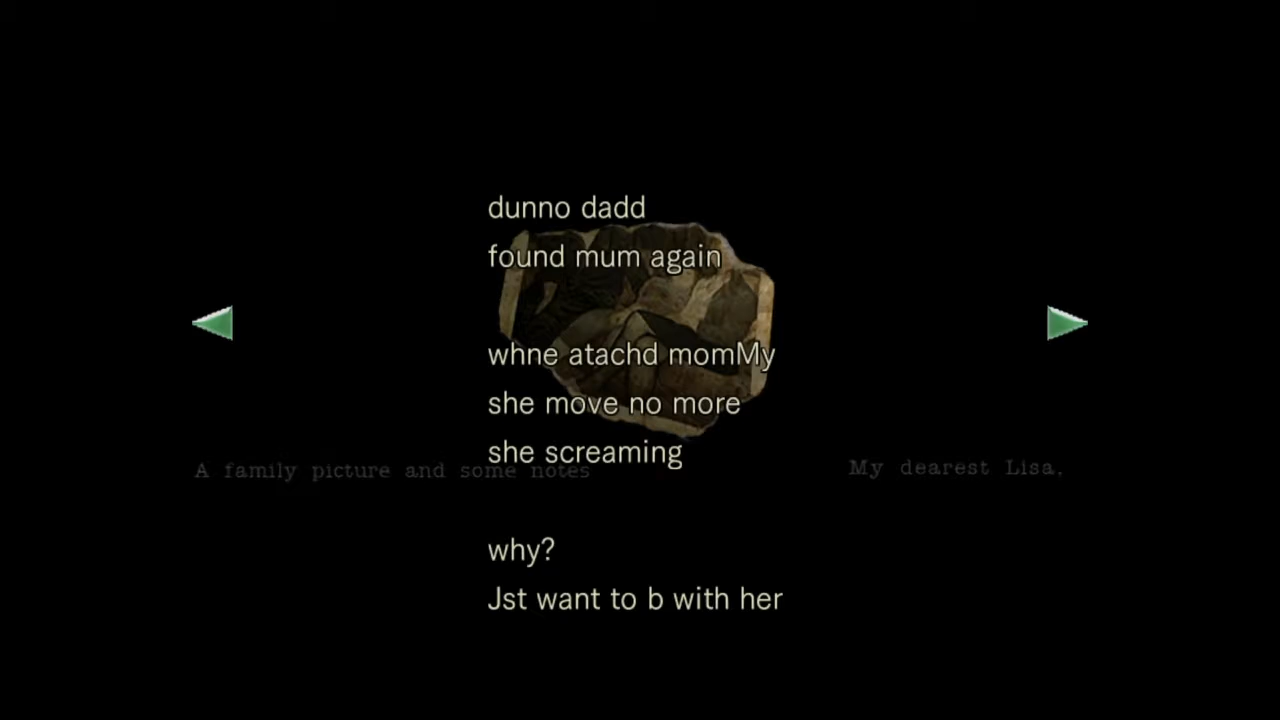 dunno dadd
found mum again
whne atachd momMy
she move no more
she screaming
A family picture and some notes
My dearest Lisa,
why?
Jst want to b with her